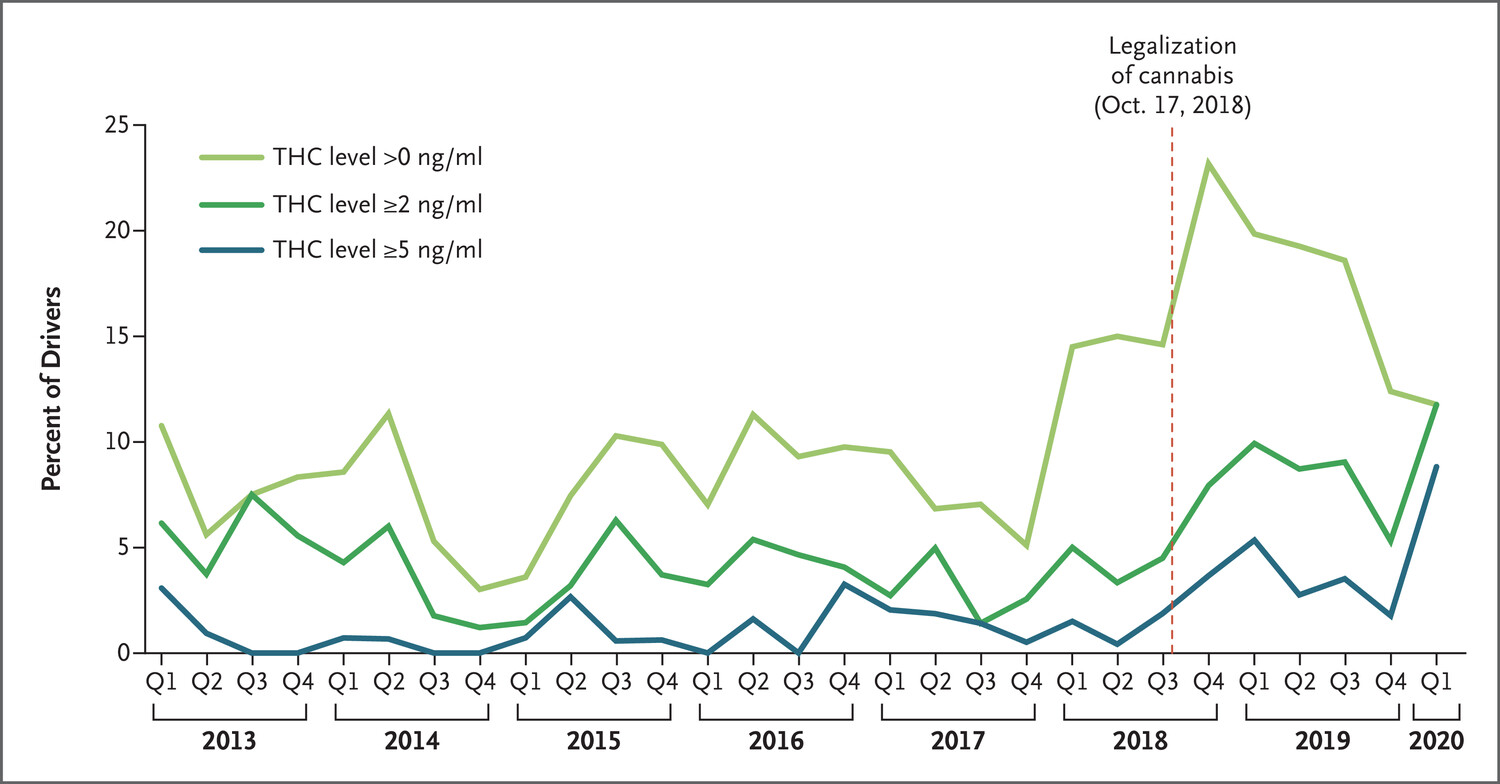 Legalization
of cannabis
(Oct. 17, 2018)
25
THC level >0 ng/ml
THC level ≥2 ng/ml
THC level ≥5 ng/ml
20
15
10
5
0
Percent of Drivers
Q1 Q2 Q3 Q4 Q1 Q2 Q3 Q4 Q1 Q2 Q3 Q4 Q1 Q2 Q3 Q4 Q1 Q2 Q3 Q4 Q1 Q2 Q3 Q4 Q1 Q2 Q3 Q4 Q1
2013 2014 2015 2016 2017 2018 2019 2020